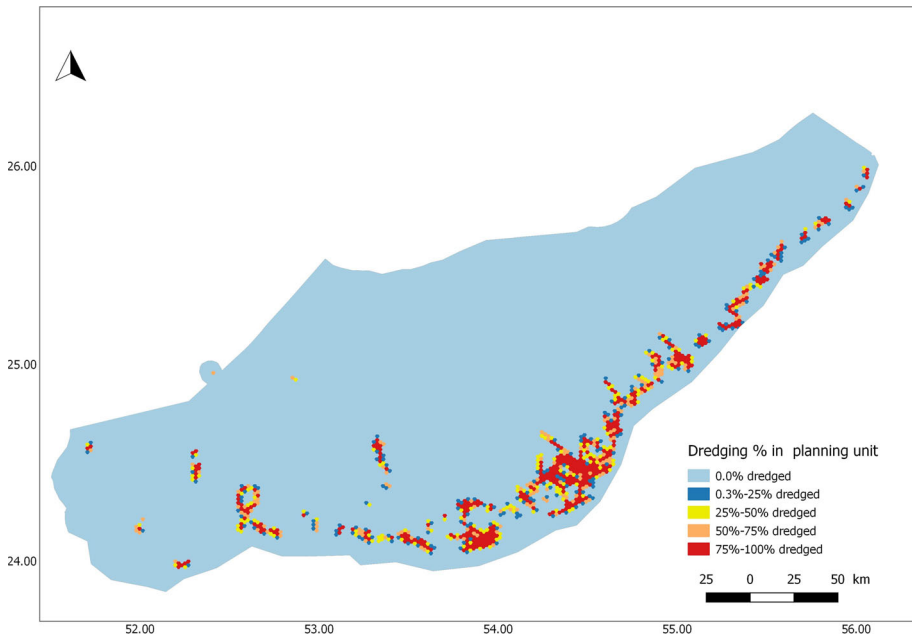 26.00
25.00
24.00
Dredging % in planning unit
0.0% dredged
0.3%-25% dredged
25%-50% dredged
50%-75% dredged
75%-100% dredged
25 0 25 50 km
52.00 53.00 54.00 55.00 56.00